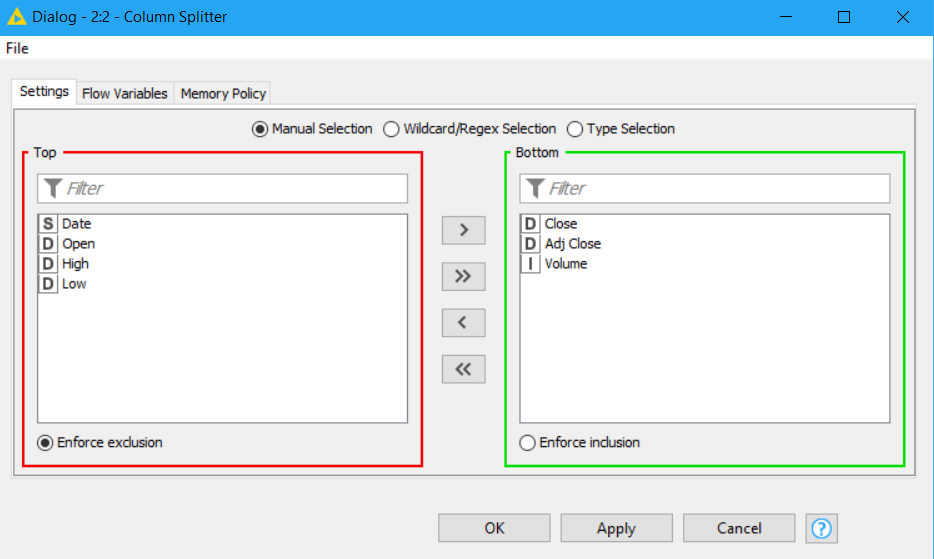 Dialog - 2:2 - Column Splitter
File
Settings Flow Variables Memory Policy
Manual Selection Wildcard/Regex Selection Type Selection
Top Bottom
Filter Filter
S Date
D Open
D High
D Low
D Close
D Adj Close
I Volume
> 
>>
<
<<
Enforce exclusion Enforce inclusion
OK Apply Cancel ?